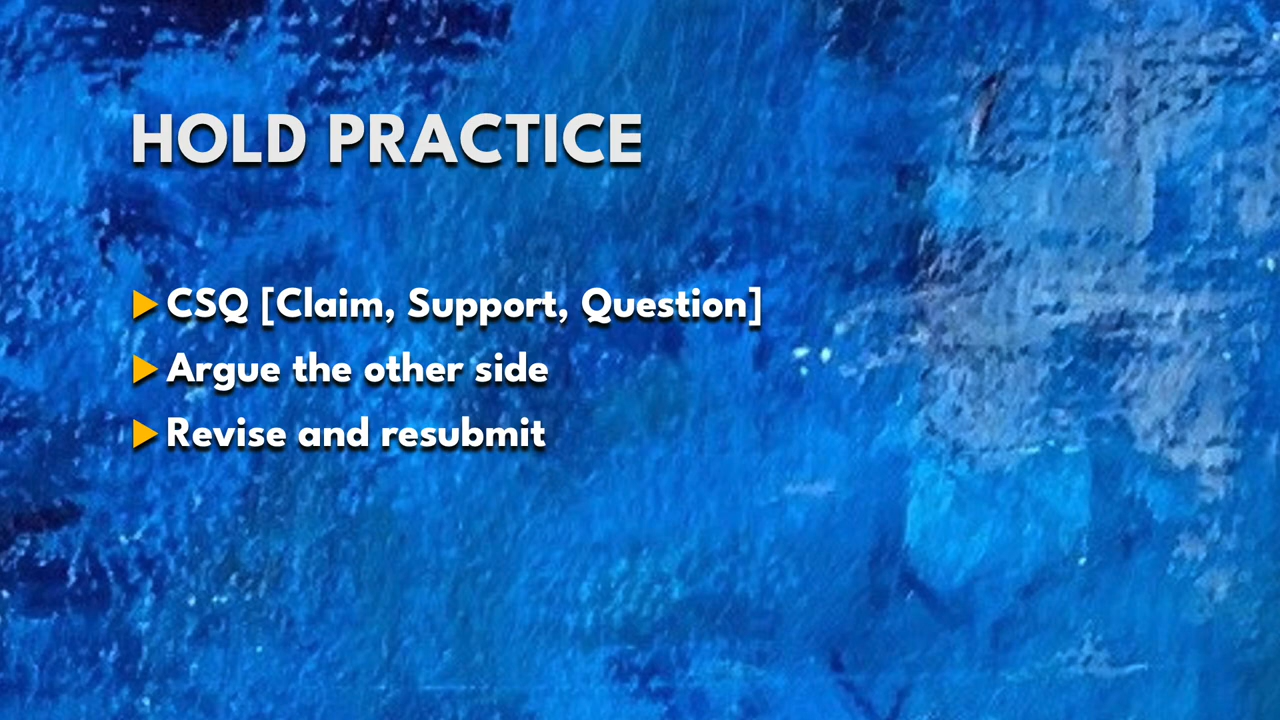 HOLD PRACTICE
CSQ [Claim, Support, Question]
Argue the other side
Revise and resubmit